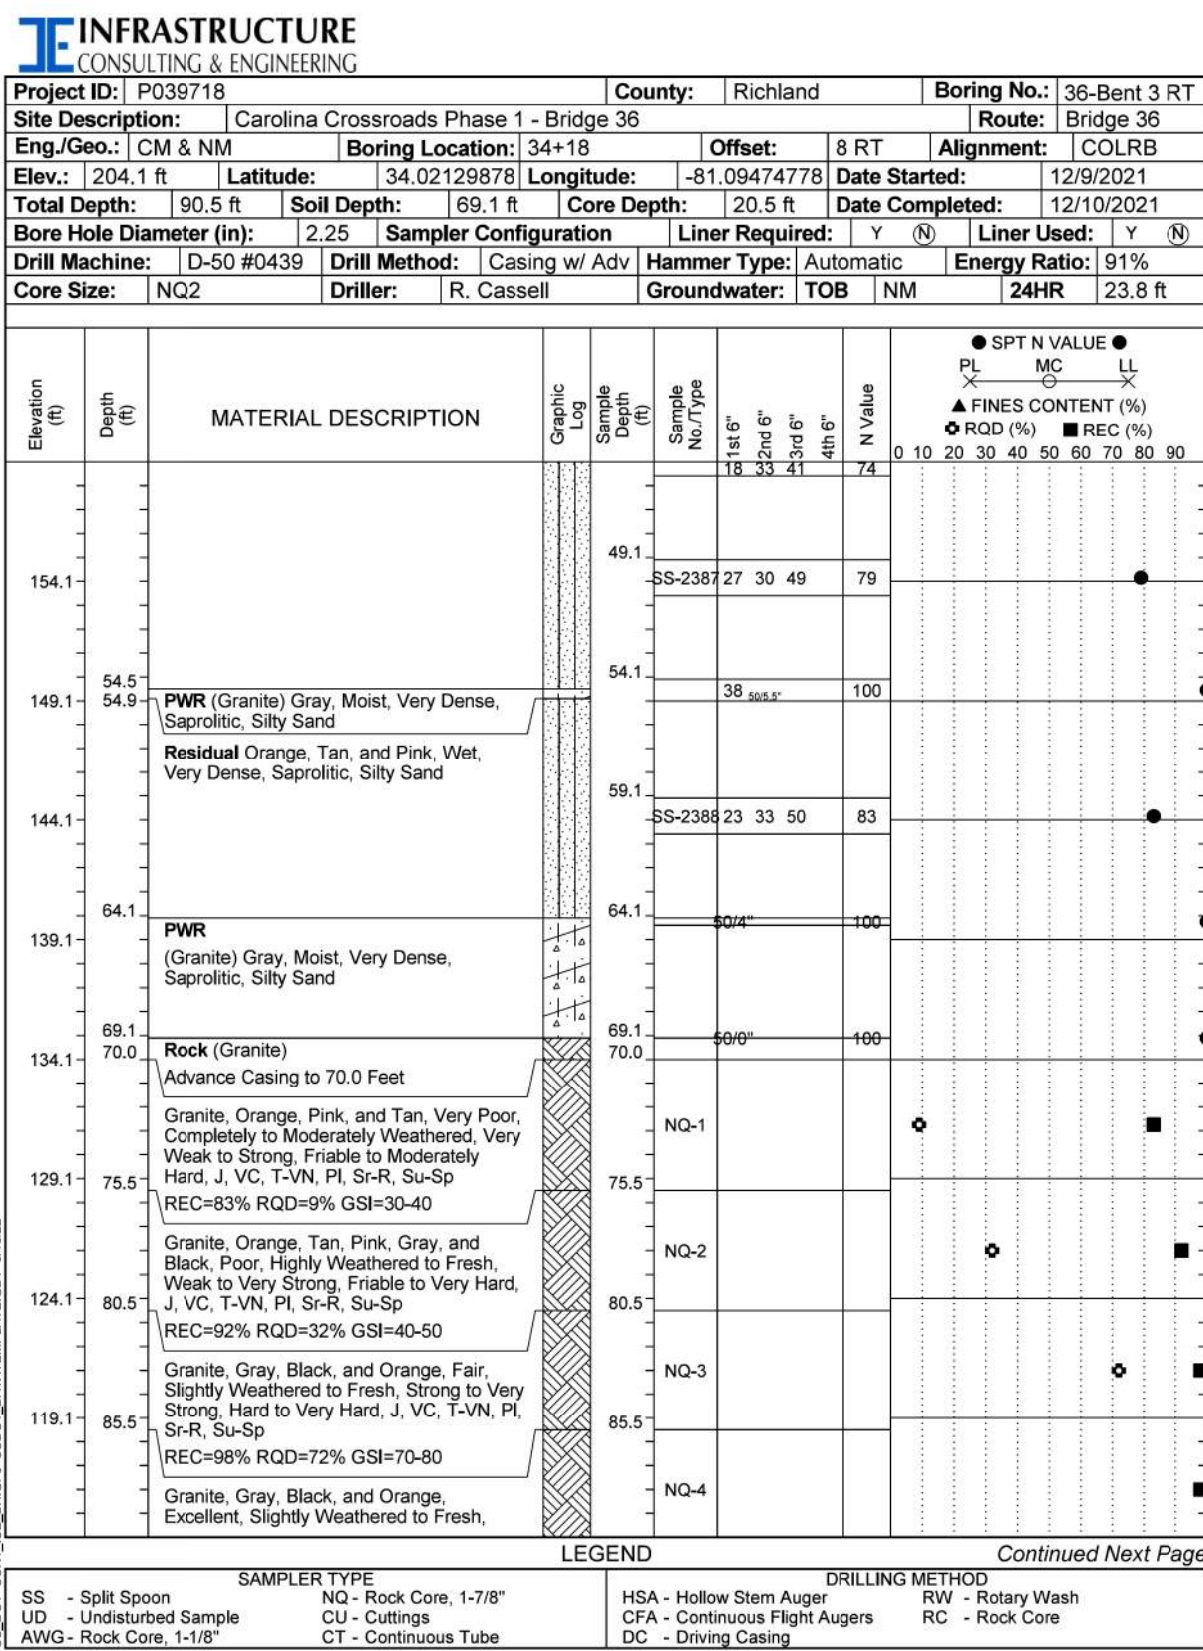 INFRASTRUCTURE
CONSULTING & ENGINEERING
Project ID: P039718 County: Richland Boring No.: 36-Bent 3 RT
Site Description: Carolina Crossroads Phase 1 - Bridge 36 Route: Bridge 36
Eng./Geo.: CM & NM Boring Location: 34+18 Offset: 8 RT Alignment: COLRB
Elev.: 204.1 ft Latitude: 34.02129878 Longitude: -81.09474778 Date Started: 12/9/2021
Total Depth: 90.5 ft Soil Depth: 69.1 ft Core Depth: 20.5 ft Date Completed: 12/10/2021
Bore Hole Diameter (in): 2.25 Sampler Configuration Liner Required: Y N Liner Used: Y N
Drill Machine: D-50 #0439 Drill Method: Casing w/ Adv Hammer Type: Automatic Energy Ratio: 91%
Core Size: NQ2 Driller: R. Cassell Groundwater: TOB NM 24HR 23.8 ft
Elevation (ft) Depth (ft) MATERIAL DESCRIPTION Graphic Log Sample Depth (ft) Sample No./Type 1st 6" 2nd 6" 3rd 6" 4th 6" N Value
● SPT N VALUE ●
PL MC LL
▲ FINES CONTENT (%)
RQD (%) ■ REC (%)
0 10 20 30 40 50 60 70 80 90
18 33 41 74
49.1
154.1 SS-2387 27 30 49 79
54.5 54.1
149.1 54.9 PWR (Granite) Gray, Moist, Very Dense, 38 50/5.5" 100
Saprolitic, Silty Sand
Residual Orange, Tan, and Pink, Wet,
Very Dense, Saprolitic, Silty Sand
59.1
144.1 SS-2388 23 33 50 83
64.1 64.1
50/4" 100
PWR
139.1
(Granite) Gray, Moist, Very Dense,
Saprolitic, Silty Sand
69.1 69.1
50/0" 100
134.1 70.0 Rock (Granite) 70.0
Advance Casing to 70.0 Feet
Granite, Orange, Pink, and Tan, Very Poor, NQ-1
Completely to Moderately Weathered, Very
Weak to Strong, Friable to Moderately
129.1 75.5 Hard, J, VC, T-VN, Pl, Sr-R, Su-Sp 75.5
REC=83% RQD=9% GSI=30-40
Granite, Orange, Tan, Pink, Gray, and NQ-2
Black, Poor, Highly Weathered to Fresh,
Weak to Very Strong, Friable to Very Hard,
124.1 80.5 J, VC, T-VN, Pl, Sr-R, Su-Sp 80.5
REC=92% RQD=32% GSI=40-50
Granite, Gray, Black, and Orange, Fair, NQ-3
Slightly Weathered to Fresh, Strong to Very
Strong, Hard to Very Hard, J, VC, T-VN, Pl,
119.1 85.5 Sr-R, Su-Sp 85.5
REC=98% RQD=72% GSI=70-80
Granite, Gray, Black, and Orange, NQ-4
Excellent, Slightly Weathered to Fresh,
LEGEND Continued Next Page
SAMPLER TYPE DRILLING METHOD
SS - Split Spoon NQ - Rock Core, 1-7/8" HSA - Hollow Stem Auger RW - Rotary Wash
UD - Undisturbed Sample CU - Cuttings CFA - Continuous Flight Augers RC - Rock Core
AWG - Rock Core, 1-1/8" CT - Continuous Tube DC - Driving Casing